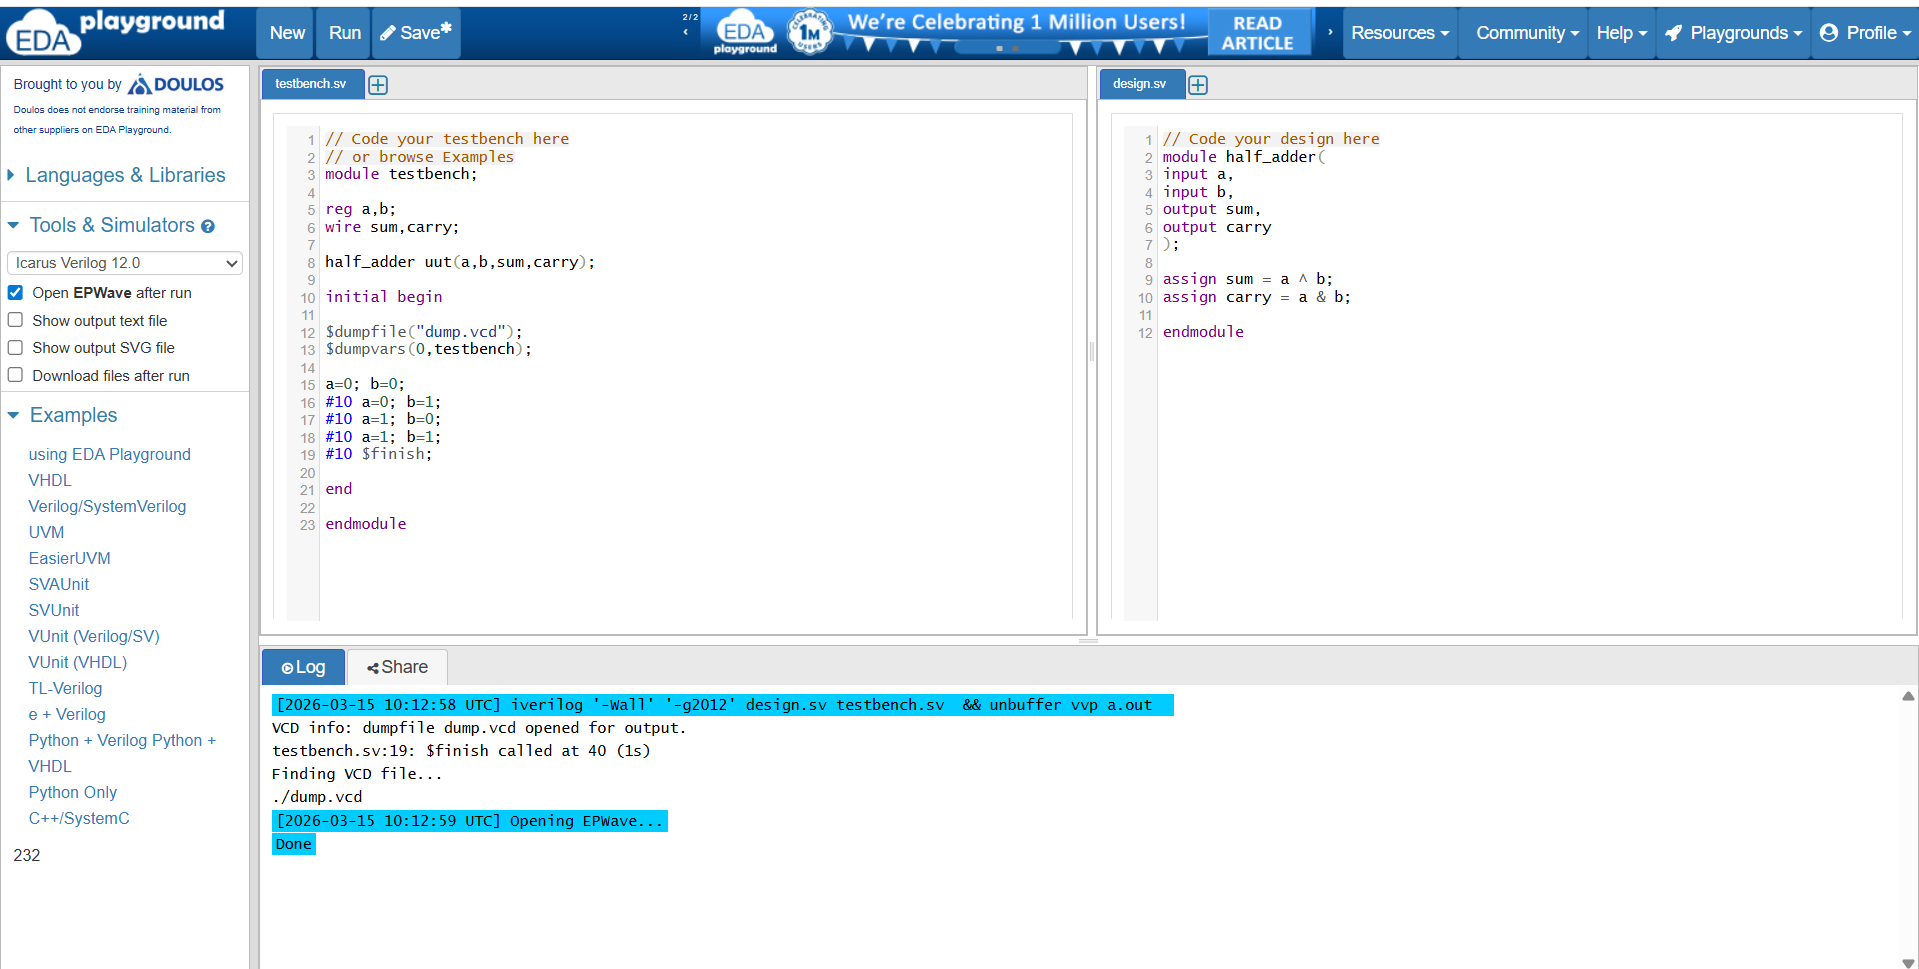 EDA playground
New
Run
Save*
2/2
‹
EDA playground
CELEBRATING 1M USERS
We're Celebrating 1 Million Users!
READ ARTICLE
›
Resources
Community
Help
Playgrounds
Profile
Brought to you by DOULOS
Doulos does not endorse training material from
other suppliers on EDA Playground.
Languages & Libraries
Tools & Simulators
Icarus Verilog 12.0
Open EPWave after run
Show output text file
Show output SVG file
Download files after run
Examples
using EDA Playground
VHDL
Verilog/SystemVerilog
UVM
EasierUVM
SVAUnit
SVUnit
VUnit (Verilog/SV)
VUnit (VHDL)
TL-Verilog
e + Verilog
Python + Verilog Python +
VHDL
Python Only
C++/SystemC
232
testbench.sv
1 // Code your testbench here
2 // or browse Examples
3 module testbench;
4
5 reg a,b;
6 wire sum,carry;
7
8 half_adder uut(a,b,sum,carry);
9
10 initial begin
11
12 $dumpfile("dump.vcd");
13 $dumpvars(0,testbench);
14
15 a=0; b=0;
16 #10 a=0; b=1;
17 #10 a=1; b=0;
18 #10 a=1; b=1;
19 #10 $finish;
20
21 end
22
23 endmodule
design.sv
1 // Code your design here
2 module half_adder(
3 input a,
4 input b,
5 output sum,
6 output carry
7 );
8
9 assign sum = a ^ b;
10 assign carry = a & b;
11
12 endmodule
Log
Share
[2026-03-15 10:12:58 UTC] iverilog '-Wall' '-g2012' design.sv testbench.sv  && unbuffer vvp a.out
VCD info: dumpfile dump.vcd opened for output.
testbench.sv:19: $finish called at 40 (1s)
Finding VCD file...
./dump.vcd
[2026-03-15 10:12:59 UTC] Opening EPWave...
Done